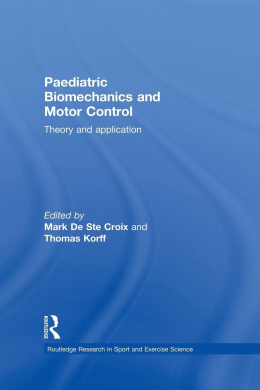 Paediatric
Biomechanics and
Motor Control
Theory and application
Edited by
Mark De Ste Croix and
Thomas Korff
ROUTLEDGE
Routledge Research in Sport and Exercise Science